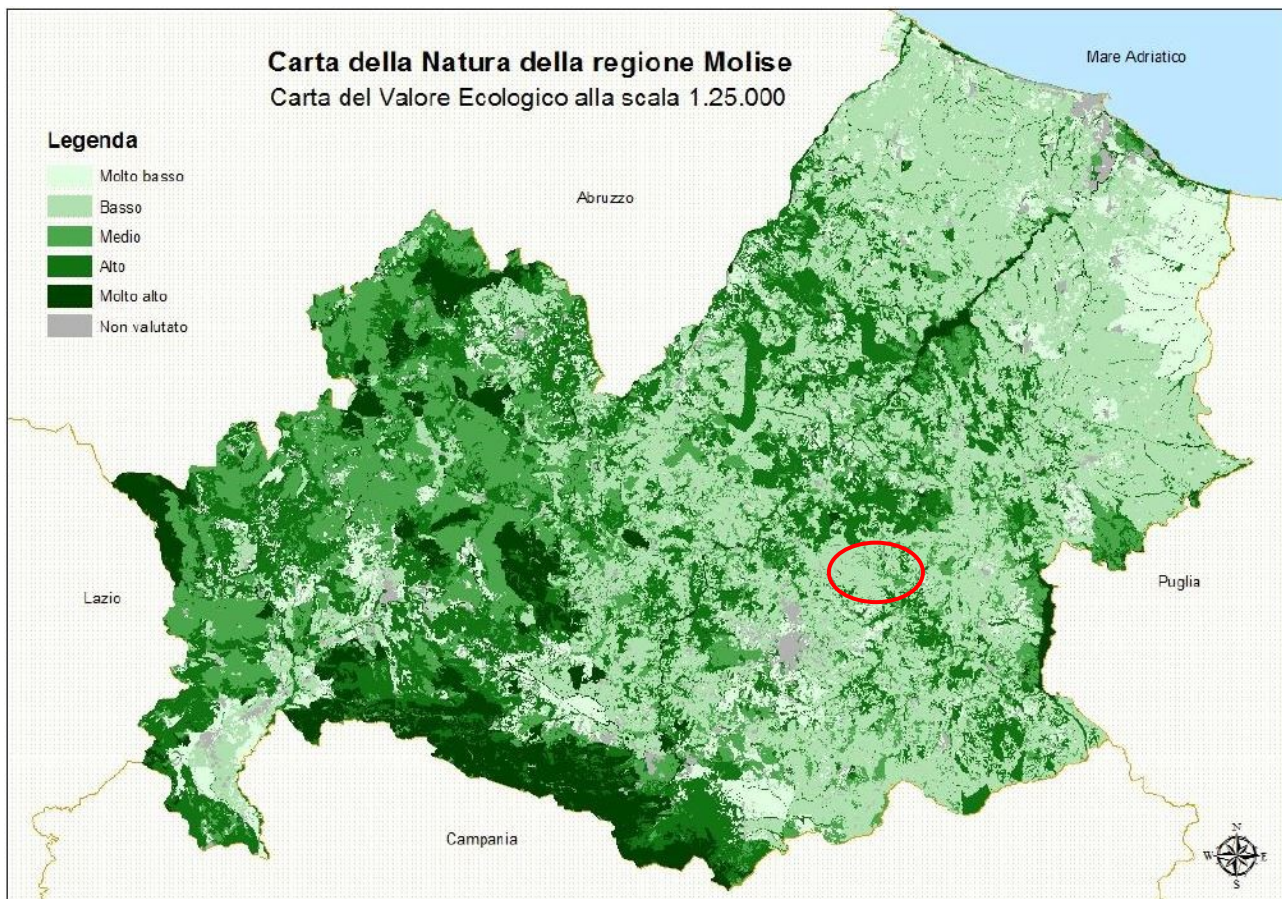 Carta della Natura della regione Molise
Carta del Valore Ecologico alla scala 1.25.000
Mare Adriatico
Legenda
Molto basso
Basso
Medio
Alto
Molto alto
Non valutato
Abruzzo
Lazio
Puglia
Campania
N
W E
S